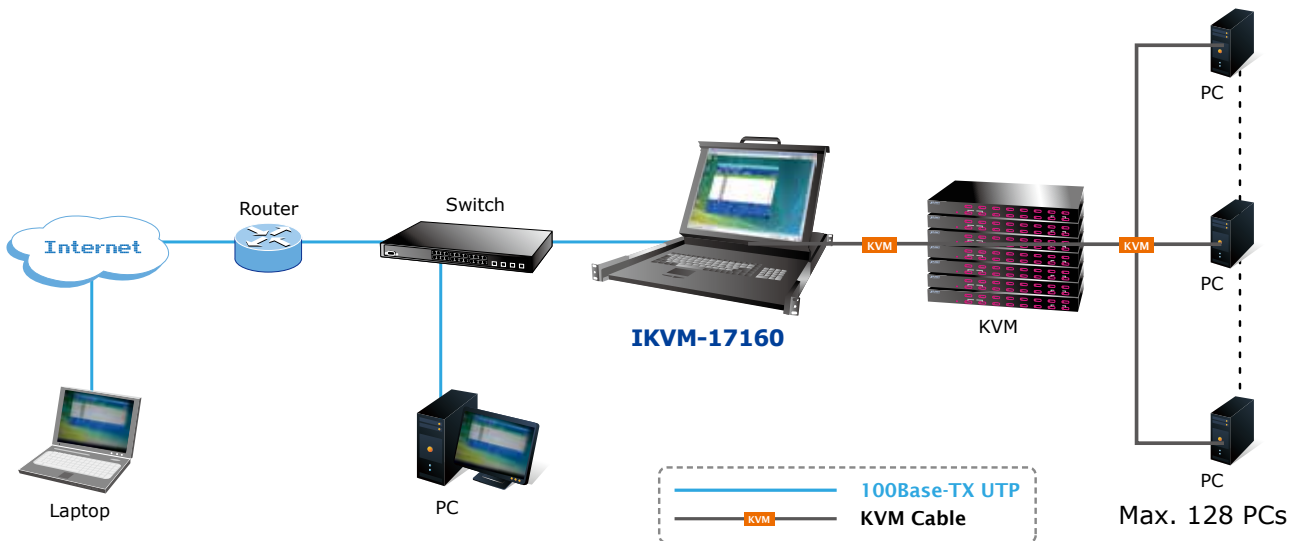 PC
Switch
Router
Internet
KVM
KVM
PC
KVM
IKVM-17160
PC
Laptop
PC
100Base-TX UTP
KVM
KVM Cable
Max. 128 PCs